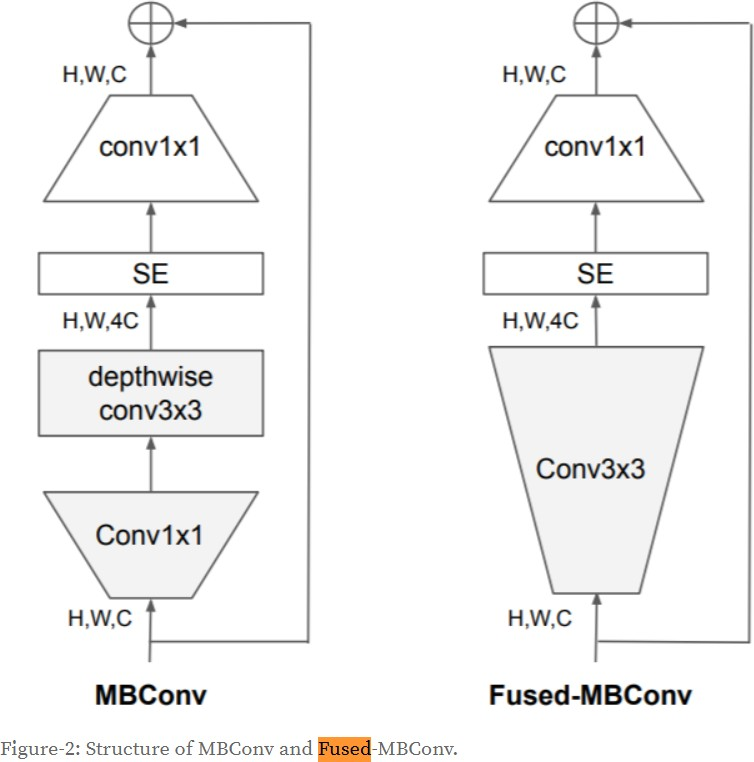 H,W,C
conv1x1
SE
H,W,4C
depthwise
conv3x3
Conv1x1
H,W,C
MBConv
H,W,C
conv1x1
SE
H,W,4C
Conv3x3
H,W,C
Fused-MBConv
Figure-2: Structure of MBConv and Fused-MBConv.